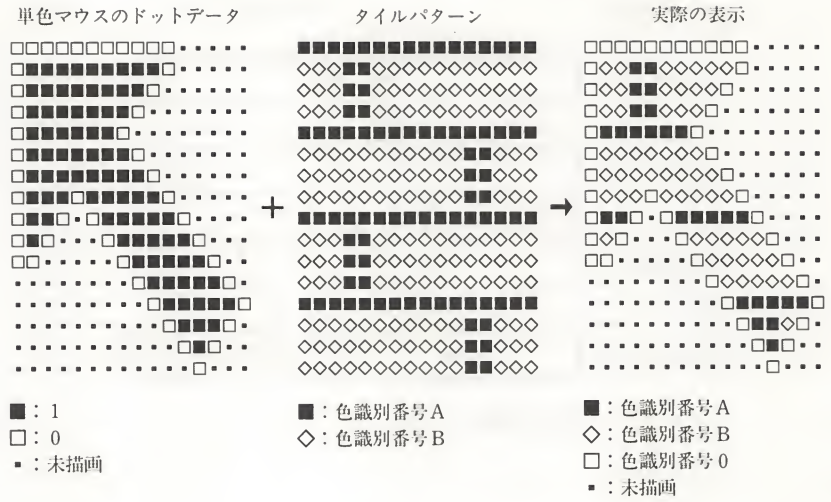 単色マウスのドットデータ
タイルパターン
実際の表示
+
→
■：1
□：0
▪：未描画
■：色識別番号A
◇：色識別番号B
■：色識別番号A
◇：色識別番号B
□：色識別番号0
▪：未描画